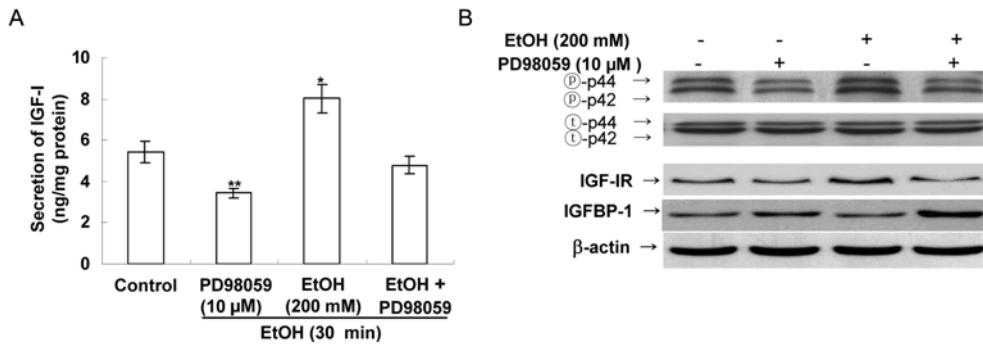 A
Secretion of IGF-I
(ng/mg protein)
10
8
6
4
2
0
**
*
Control
PD98059
(10 µM)
EtOH
(200 mM)
EtOH +
PD98059
EtOH (30 min)
B
EtOH (200 mM) - - + +
PD98059 (10 µM ) - + - +
ⓟ-p44 →
ⓟ-p42 →
ⓣ-p44 →
ⓣ-p42 →
IGF-IR →
IGFBP-1 →
β-actin →